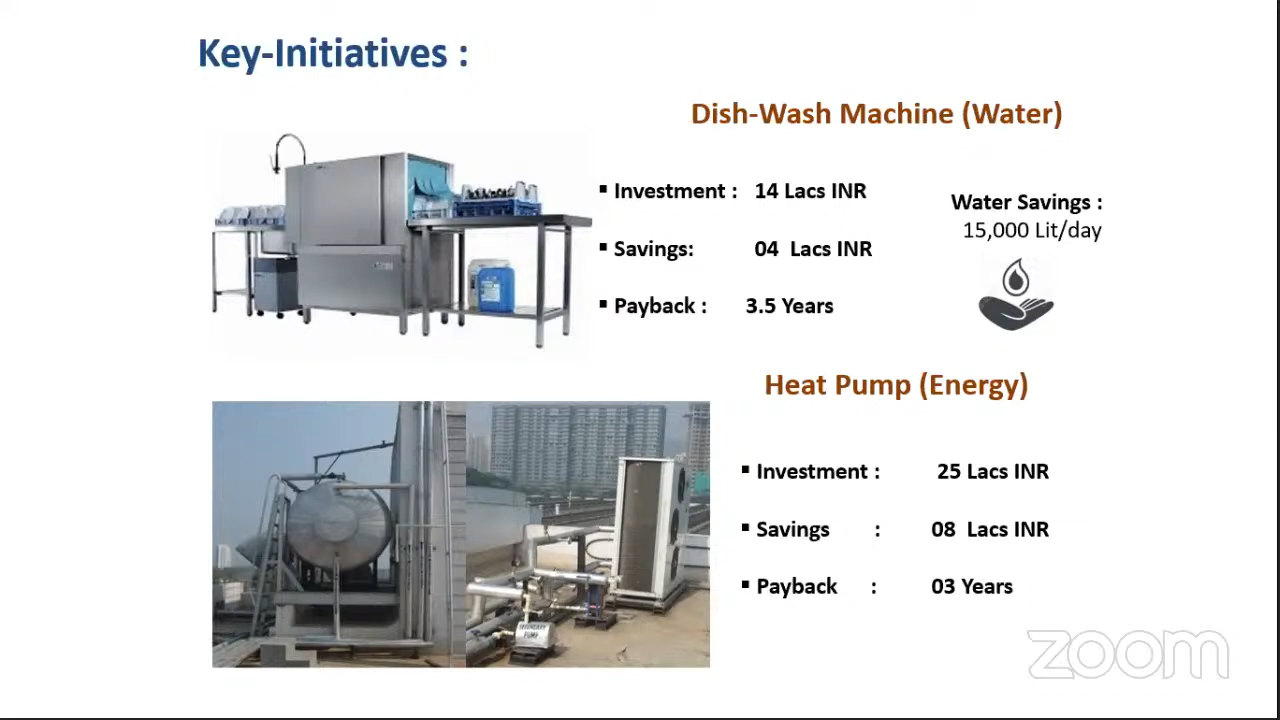 Key-Initiatives :
Dish-Wash Machine (Water)
▪ Investment : 14 Lacs INR
▪ Savings: 04 Lacs INR
▪ Payback : 3.5 Years
Water Savings :
15,000 Lit/day
Heat Pump (Energy)
▪ Investment : 25 Lacs INR
▪ Savings : 08 Lacs INR
▪ Payback : 03 Years
SECONDARY
PUMP
zoom